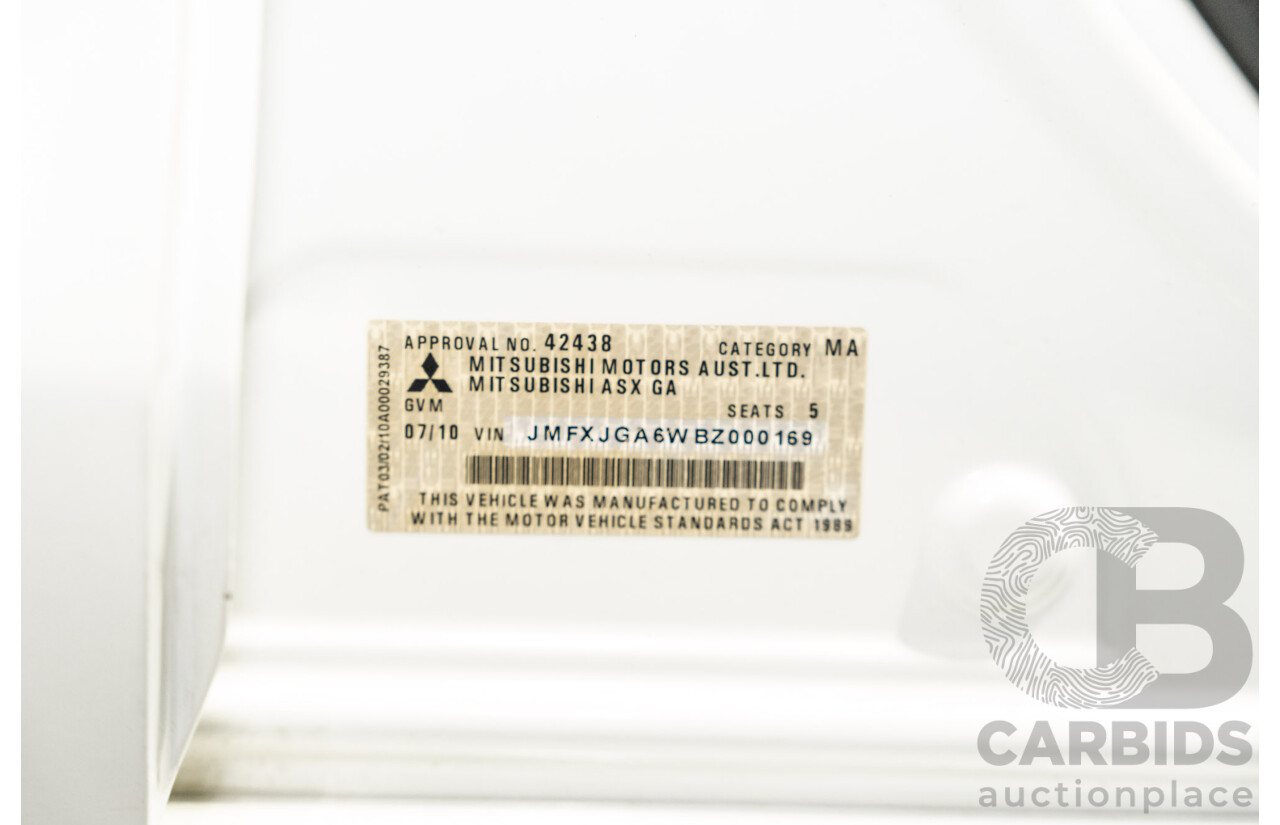 APPROVAL NO. 42438 CATEGORY MA
MITSUBISHI MOTORS AUST.LTD.
MITSUBISHI ASX GA
GVM SEATS 5
07/10 VIN JMFXJGA6WBZ000169
THIS VEHICLE WAS MANUFACTURED TO COMPLY
WITH THE MOTOR VEHICLE STANDARDS ACT 1989
PAT03/02/10A00029387
CB
CARBIDS
auctionplace